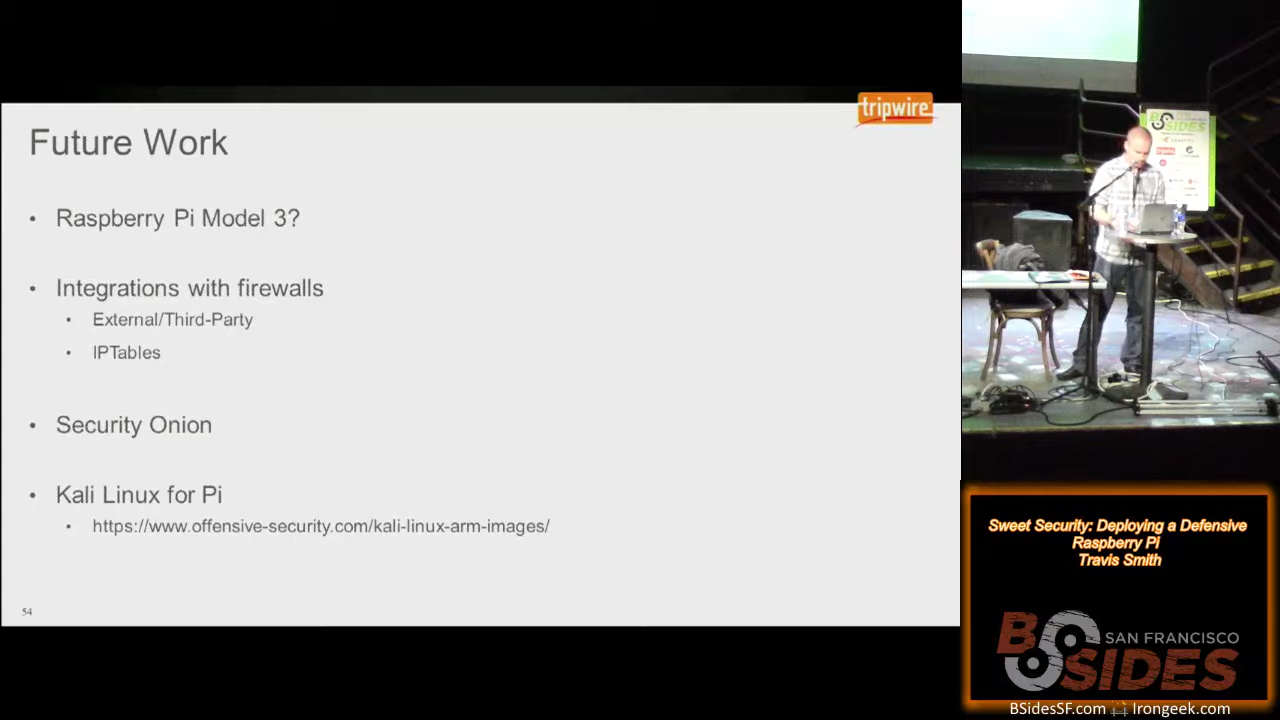 tripwire
Future Work
• Raspberry Pi Model 3?
• Integrations with firewalls
• External/Third-Party
• IPTables
• Security Onion
• Kali Linux for Pi
• https://www.offensive-security.com/kali-linux-arm-images/
54
BSIDES
Sweet Security: Deploying a Defensive
Raspberry Pi
Travis Smith
BSIDES
SAN FRANCISCO
BSidesSF.com
Irongeek.com